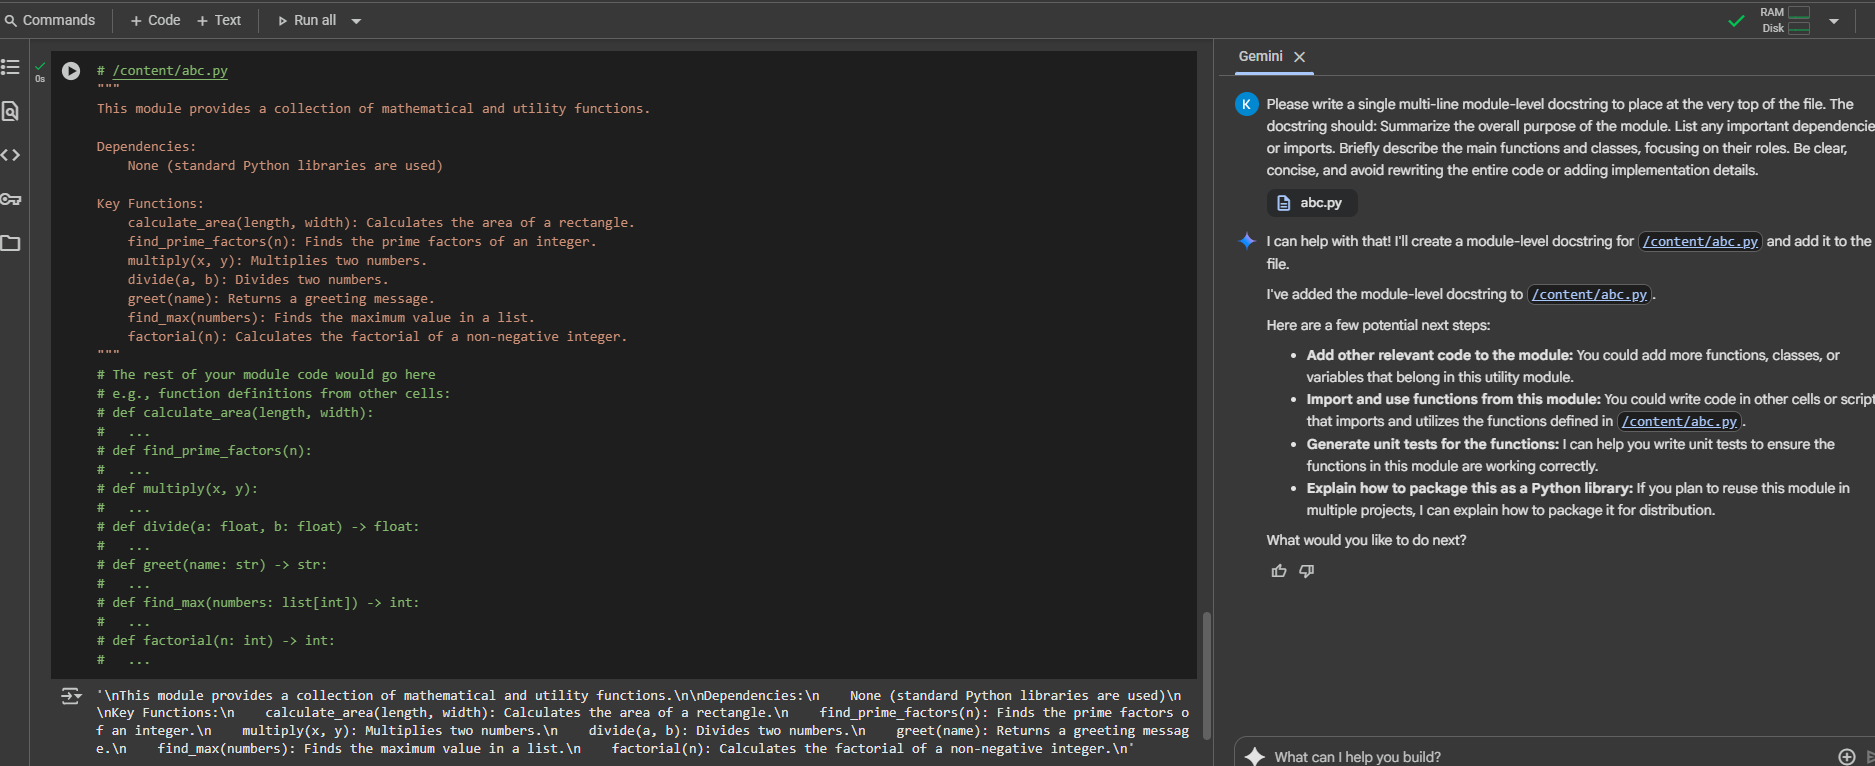 Commands
+ Code
+ Text
Run all
RAM
Disk
0s
# /content/abc.py
"""
This module provides a collection of mathematical and utility functions.
Dependencies:
    None (standard Python libraries are used)
Key Functions:
    calculate_area(length, width): Calculates the area of a rectangle.
    find_prime_factors(n): Finds the prime factors of an integer.
    multiply(x, y): Multiplies two numbers.
    divide(a, b): Divides two numbers.
    greet(name): Returns a greeting message.
    find_max(numbers): Finds the maximum value in a list.
    factorial(n): Calculates the factorial of a non-negative integer.
"""
# The rest of your module code would go here
# e.g., function definitions from other cells:
# def calculate_area(length, width):
#   ...
# def find_prime_factors(n):
#   ...
# def multiply(x, y):
#   ...
# def divide(a: float, b: float) -> float:
#   ...
# def greet(name: str) -> str:
#   ...
# def find_max(numbers: list[int]) -> int:
#   ...
# def factorial(n: int) -> int:
#   ...
'\nThis module provides a collection of mathematical and utility functions.\n\nDependencies:\n    None (standard Python libraries are used)\n
\nKey Functions:\n    calculate_area(length, width): Calculates the area of a rectangle.\n    find_prime_factors(n): Finds the prime factors o
f an integer.\n    multiply(x, y): Multiplies two numbers.\n    divide(a, b): Divides two numbers.\n    greet(name): Returns a greeting messag
e.\n    find_max(numbers): Finds the maximum value in a list.\n    factorial(n): Calculates the factorial of a non-negative integer.\n'
Gemini
K
Please write a single multi-line module-level docstring to place at the very top of the file. The
docstring should: Summarize the overall purpose of the module. List any important dependencie
or imports. Briefly describe the main functions and classes, focusing on their roles. Be clear,
concise, and avoid rewriting the entire code or adding implementation details.
abc.py
I can help with that! I'll create a module-level docstring for /content/abc.py and add it to the
file.
I've added the module-level docstring to /content/abc.py.
Here are a few potential next steps:
• Add other relevant code to the module: You could add more functions, classes, or
variables that belong in this utility module.
• Import and use functions from this module: You could write code in other cells or script
that imports and utilizes the functions defined in /content/abc.py.
• Generate unit tests for the functions: I can help you write unit tests to ensure the
functions in this module are working correctly.
• Explain how to package this as a Python library: If you plan to reuse this module in
multiple projects, I can explain how to package it for distribution.
What would you like to do next?
What can I help you build?